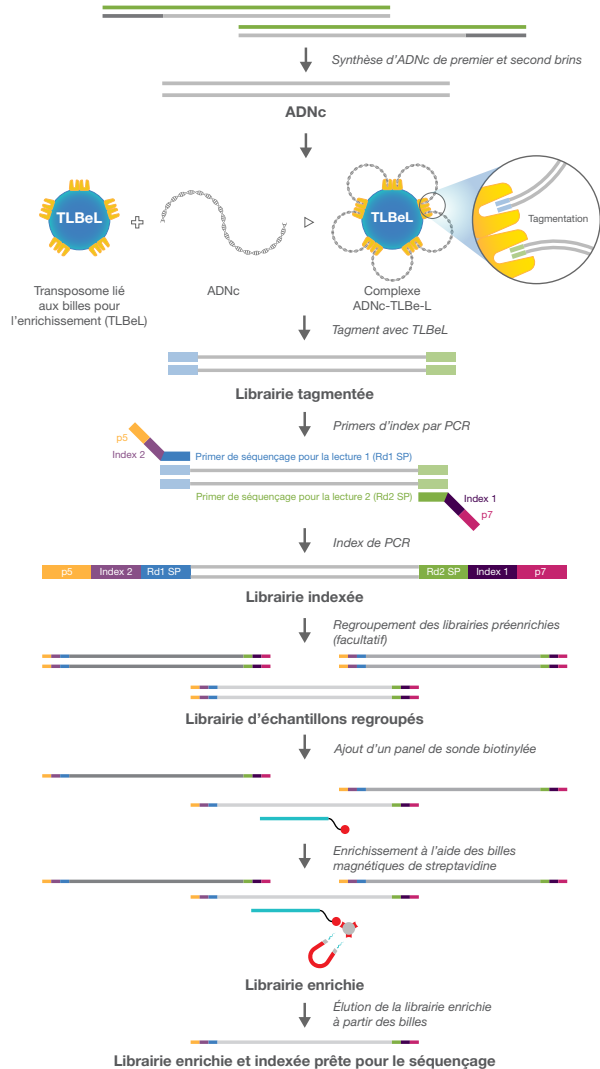 Synthèse d'ADNc de premier et second brins
ADNc
TLBeL
TLBeL
Tagmentation
Transposome lié
aux billes pour
l'enrichissement (TLBeL)
ADNc
Complexe
ADNc-TLBe-L
Tagment avec TLBeL
Librairie tagmentée
Primers d'index par PCR
p5
Index 2
Primer de séquençage pour la lecture 1 (Rd1 SP)
Primer de séquençage pour la lecture 2 (Rd2 SP)
Index 1
p7
Index de PCR
p5 Index 2 Rd1 SP Rd2 SP Index 1 p7
Librairie indexée
Regroupement des librairies préenrichies
(facultatif)
Librairie d'échantillons regroupés
Ajout d'un panel de sonde biotinylée
Enrichissement à l'aide des billes
magnétiques de streptavidine
Librairie enrichie
Élution de la librairie enrichie
à partir des billes
Librairie enrichie et indexée prête pour le séquençage